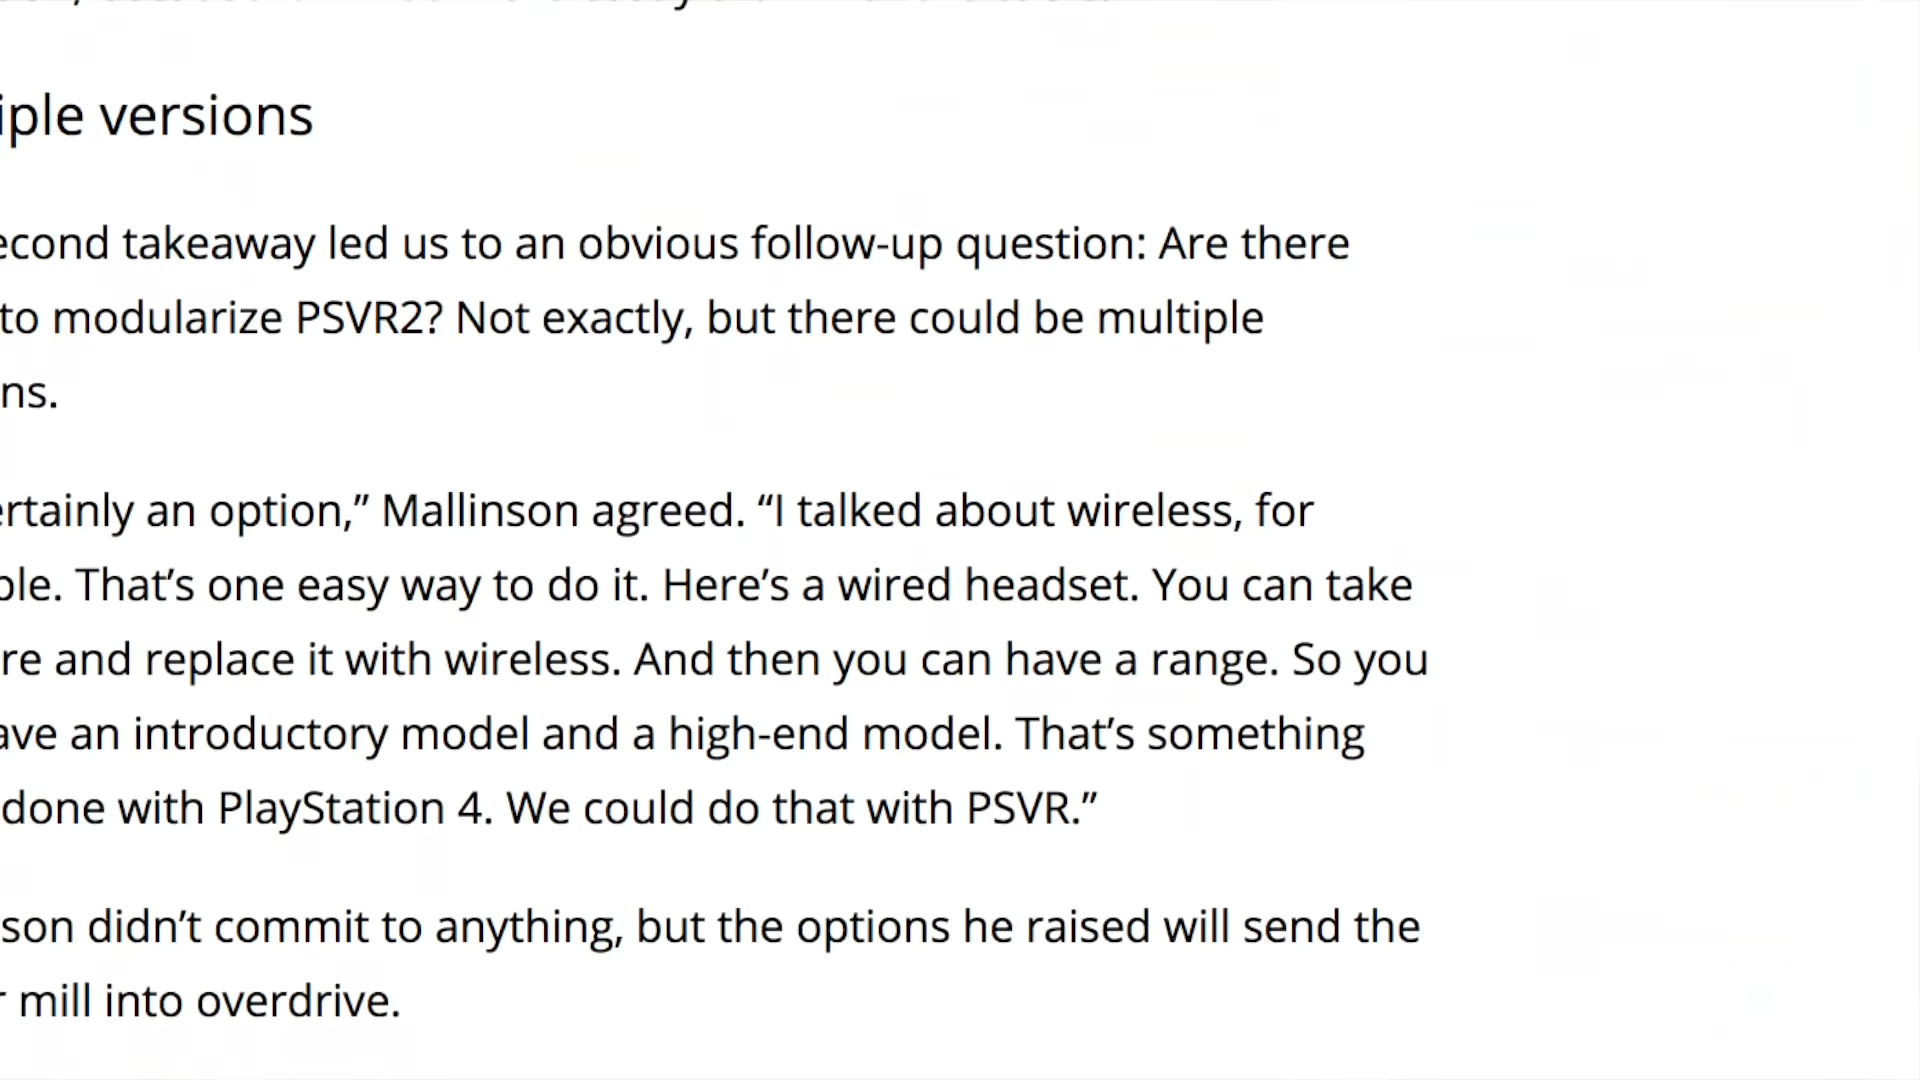 iple versions
econd takeaway led us to an obvious follow-up question: Are there
to modularize PSVR2? Not exactly, but there could be multiple
ns.
ertainly an option,” Mallinson agreed. “I talked about wireless, for
ple. That’s one easy way to do it. Here’s a wired headset. You can take
re and replace it with wireless. And then you can have a range. So you
ave an introductory model and a high-end model. That’s something
done with PlayStation 4. We could do that with PSVR.”
son didn’t commit to anything, but the options he raised will send the
r mill into overdrive.